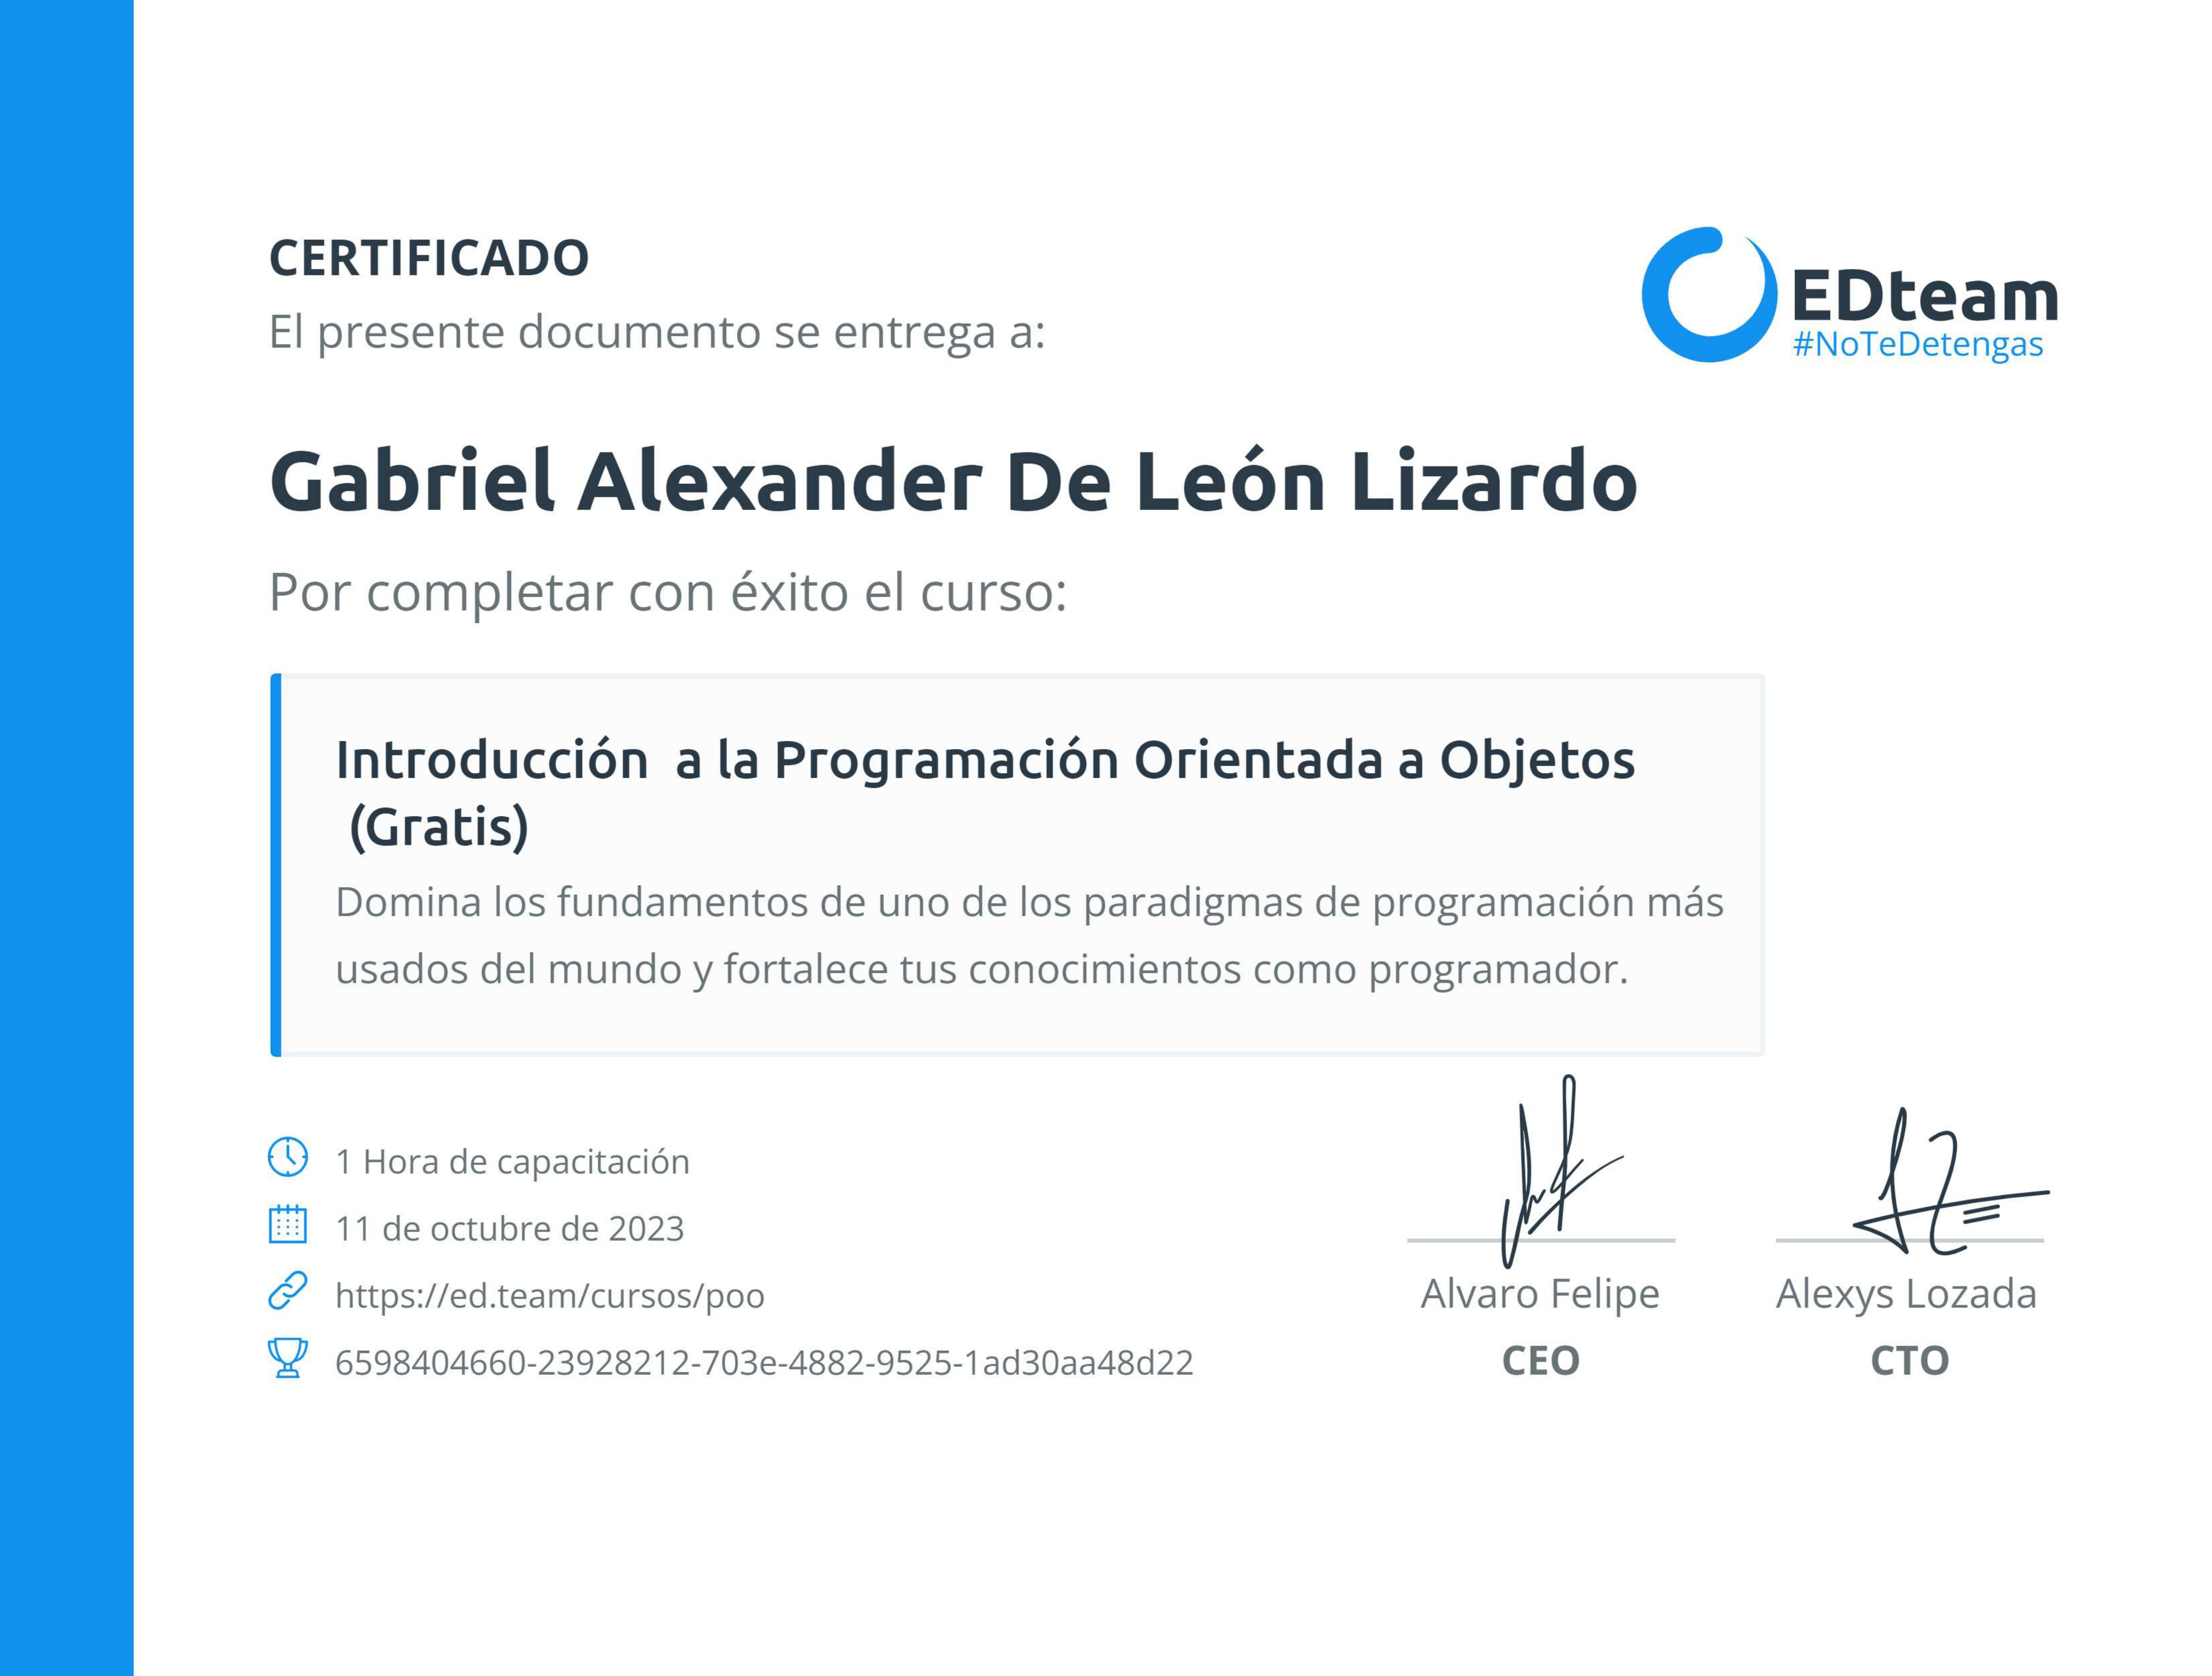 CERTIFICADO
El presente documento se entrega a:
EDteam
#NoTeDetengas
Gabriel Alexander De León Lizardo
Por completar con éxito el curso:
Introducción  a la Programación Orientada a Objetos
(Gratis)
Domina los fundamentos de uno de los paradigmas de programación más
usados del mundo y fortalece tus conocimientos como programador.
1 Hora de capacitación
11 de octubre de 2023
https://ed.team/cursos/poo
6598404660-23928212-703e-4882-9525-1ad30aa48d22
Alvaro Felipe
CEO
Alexys Lozada
CTO